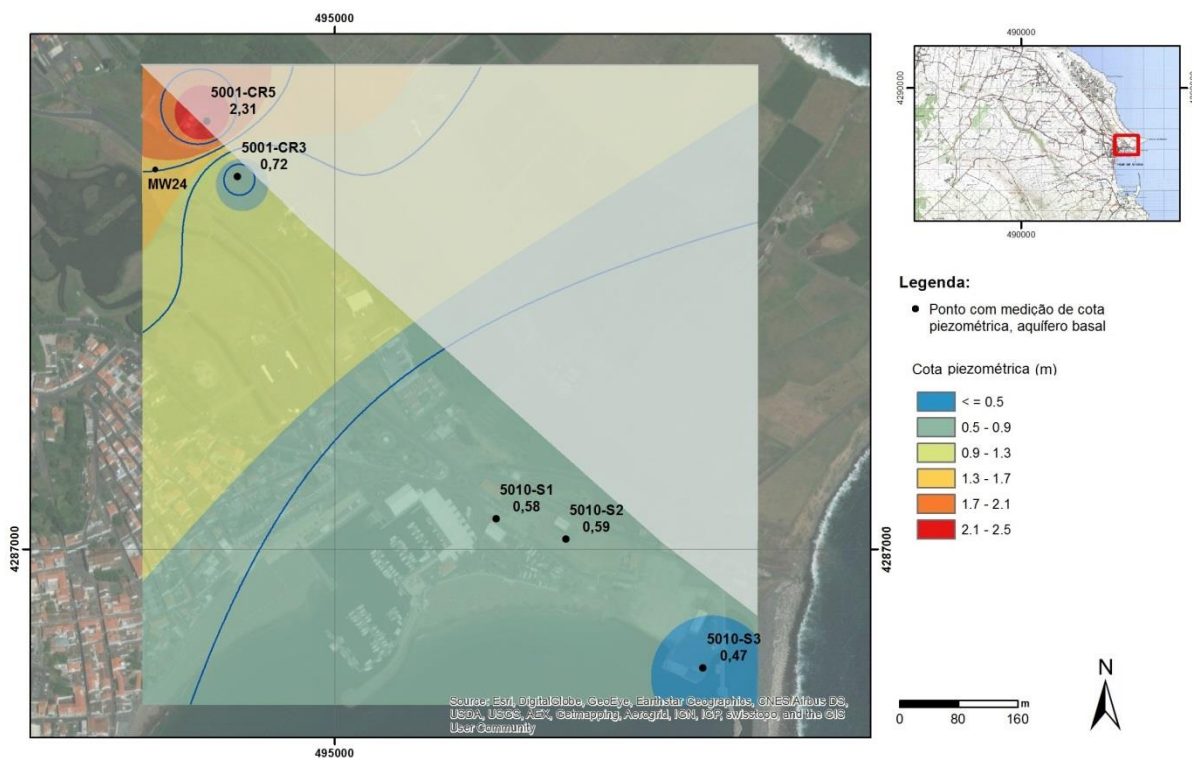 495000
5001-CR5
2,31
5001-CR3
0,72
MW24
5010-S1
0,58
5010-S2
0,59
5010-S3
0,47
4287000
4287000
495000
Source: Esri, DigitalGlobe, GeoEye, Earthstar Geographics, CNES/Airbus DS,
USDA, USGS, AEX, Getmapping, Aerogrid, IGN, IGP, swisstopo, and the GIS
User Community
490000
4290000
490000
Legenda:
Ponto com medição de cota
piezométrica, aquífero basal
Cota piezométrica (m)
< = 0.5
0.5 - 0.9
0.9 - 1.3
1.3 - 1.7
1.7 - 2.1
2.1 - 2.5
N
m
0 80 160